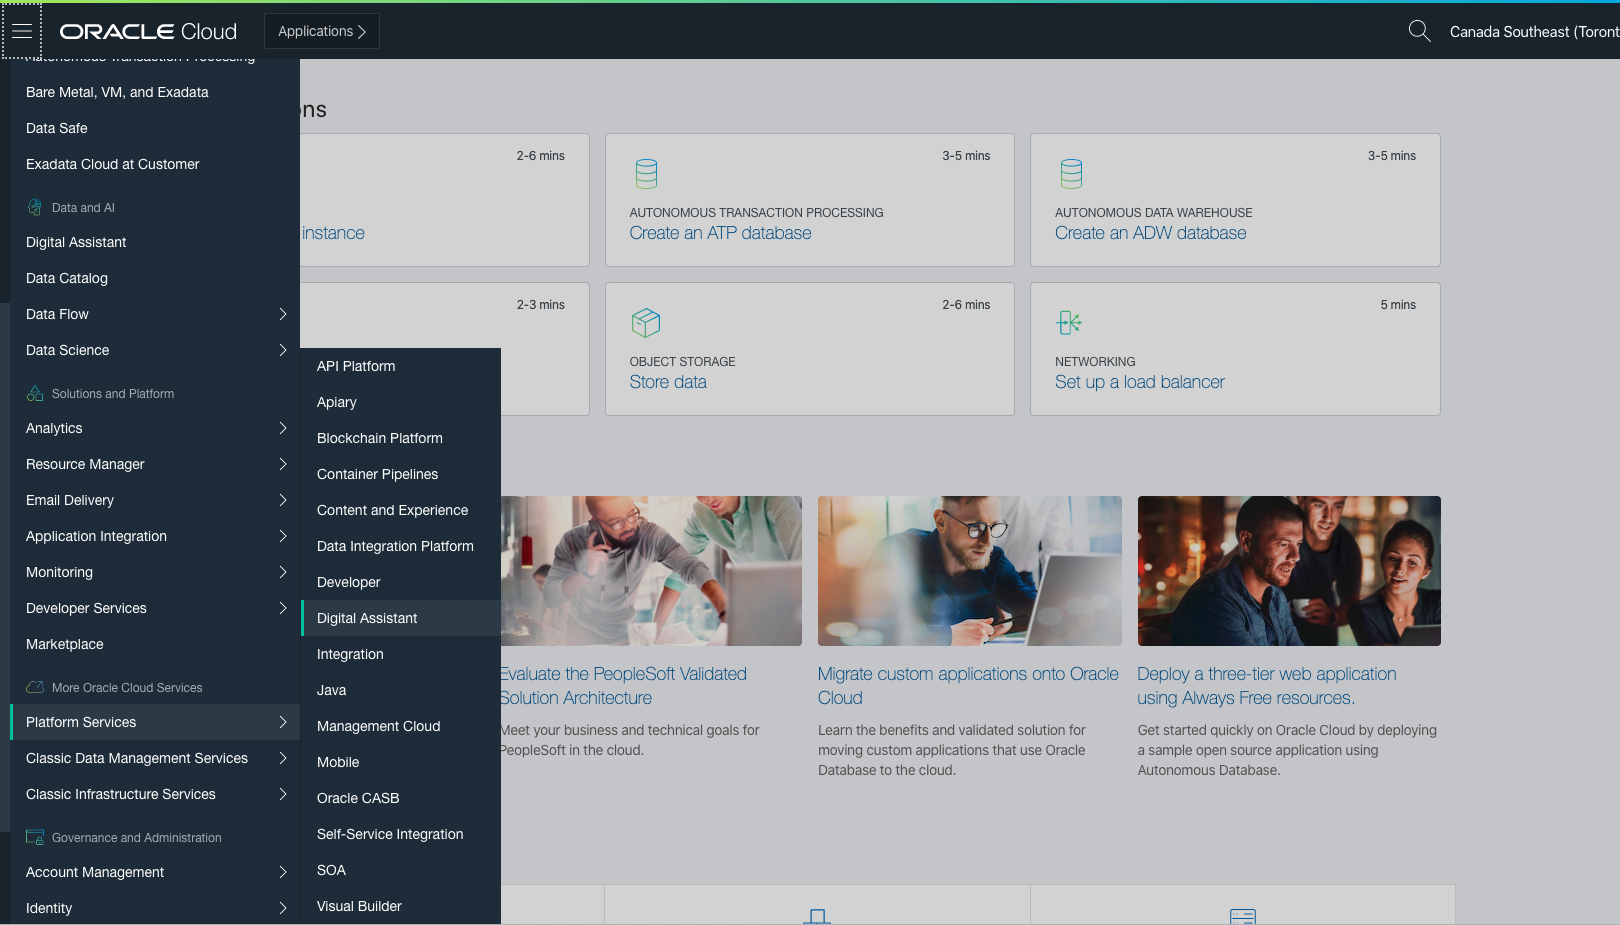 ORACLE Cloud
Applications
Canada Southeast (Toront
Autonomous Transaction Processing
Bare Metal, VM, and Exadata
Data Safe
Exadata Cloud at Customer
Data and AI
Digital Assistant
Data Catalog
Data Flow
Data Science
Solutions and Platform
Analytics
Resource Manager
Email Delivery
Application Integration
Monitoring
Developer Services
Marketplace
More Oracle Cloud Services
Platform Services
Classic Data Management Services
Classic Infrastructure Services
Governance and Administration
Account Management
Identity
API Platform
Apiary
Blockchain Platform
Container Pipelines
Content and Experience
Data Integration Platform
Developer
Digital Assistant
Integration
Java
Management Cloud
Mobile
Oracle CASB
Self-Service Integration
SOA
Visual Builder
ons
2-6 mins
instance
3-5 mins
AUTONOMOUS TRANSACTION PROCESSING
Create an ATP database
3-5 mins
AUTONOMOUS DATA WAREHOUSE
Create an ADW database
2-3 mins
2-6 mins
OBJECT STORAGE
Store data
5 mins
NETWORKING
Set up a load balancer
Evaluate the PeopleSoft Validated
Solution Architecture
Meet your business and technical goals for
PeopleSoft in the cloud.
Migrate custom applications onto Oracle
Cloud
Learn the benefits and validated solution for
moving custom applications that use Oracle
Database to the cloud.
Deploy a three-tier web application
using Always Free resources.
Get started quickly on Oracle Cloud by deploying
a sample open source application using
Autonomous Database.